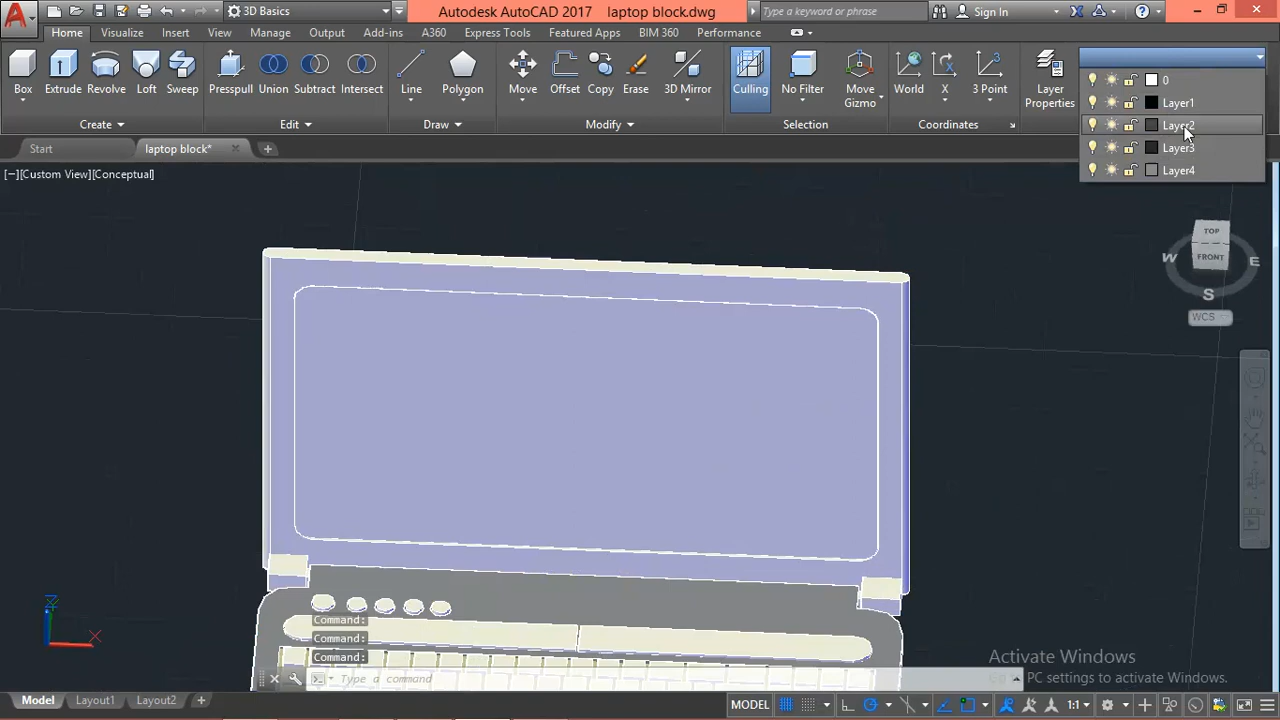 3D Basics
Autodesk AutoCAD 2017 laptop block.dwg
Type a keyword or phrase
Sign In
Home Visualize Insert View Manage Output Add-ins A360 Express Tools Featured Apps BIM 360 Performance
Box Extrude Revolve Loft Sweep Presspull Union Subtract Intersect Line Polygon Move Offset Copy Erase 3D Mirror Culling No Filter Move Gizmo World X 3 Point Layer Properties
Create Edit Draw Modify Selection Coordinates
0
Layer1
Layer2
Layer3
Layer4
Start laptop block*
[−][Custom View][Conceptual]
TOP
FRONT
W E
S
WCS
Z
X
Command:
Command:
Command:
Type a command
Activate Windows
PC settings to activate Windows.
Model Layout1 Layout2
MODEL 1:1